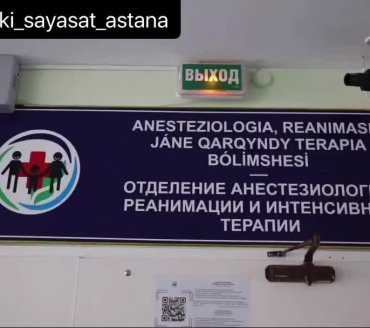 ki_sayasat_astana
ВЫХОД
ANESTEZIOLOGIA, REANIMASI
JÁNE QARQYNDY TERAPIA
BÓLIMSHESI
ОТДЕЛЕНИЕ АНЕСТЕЗИОЛОГ
РЕАНИМАЦИИ И ИНТЕНСИВН
ТЕРАПИИ